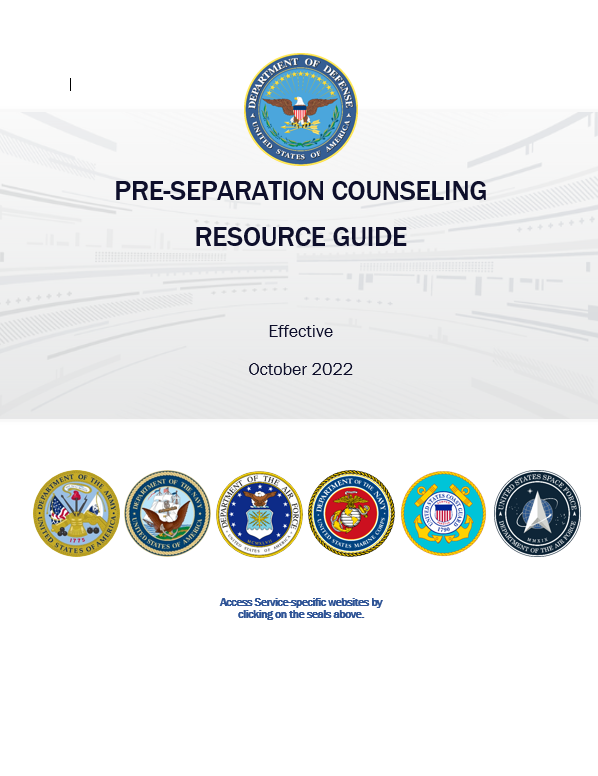 DEPARTMENT OF DEFENSE
UNITED STATES OF AMERICA
PRE-SEPARATION COUNSELING
RESOURCE GUIDE
Effective
October 2022
DEPARTMENT OF THE ARMY
UNITED STATES OF AMERICA
1775
DEPARTMENT OF THE NAVY
UNITED STATES OF AMERICA
DEPARTMENT OF THE AIR FORCE
UNITED STATES OF AMERICA
MCMXLVII
DEPARTMENT OF THE NAVY
UNITED STATES MARINE CORPS
UNITED STATES COAST GUARD
1790
UNITED STATES SPACE FORCE
DEPARTMENT OF THE AIR FORCE
MMXIX
Access Service-specific websites by
clicking on the seals above.